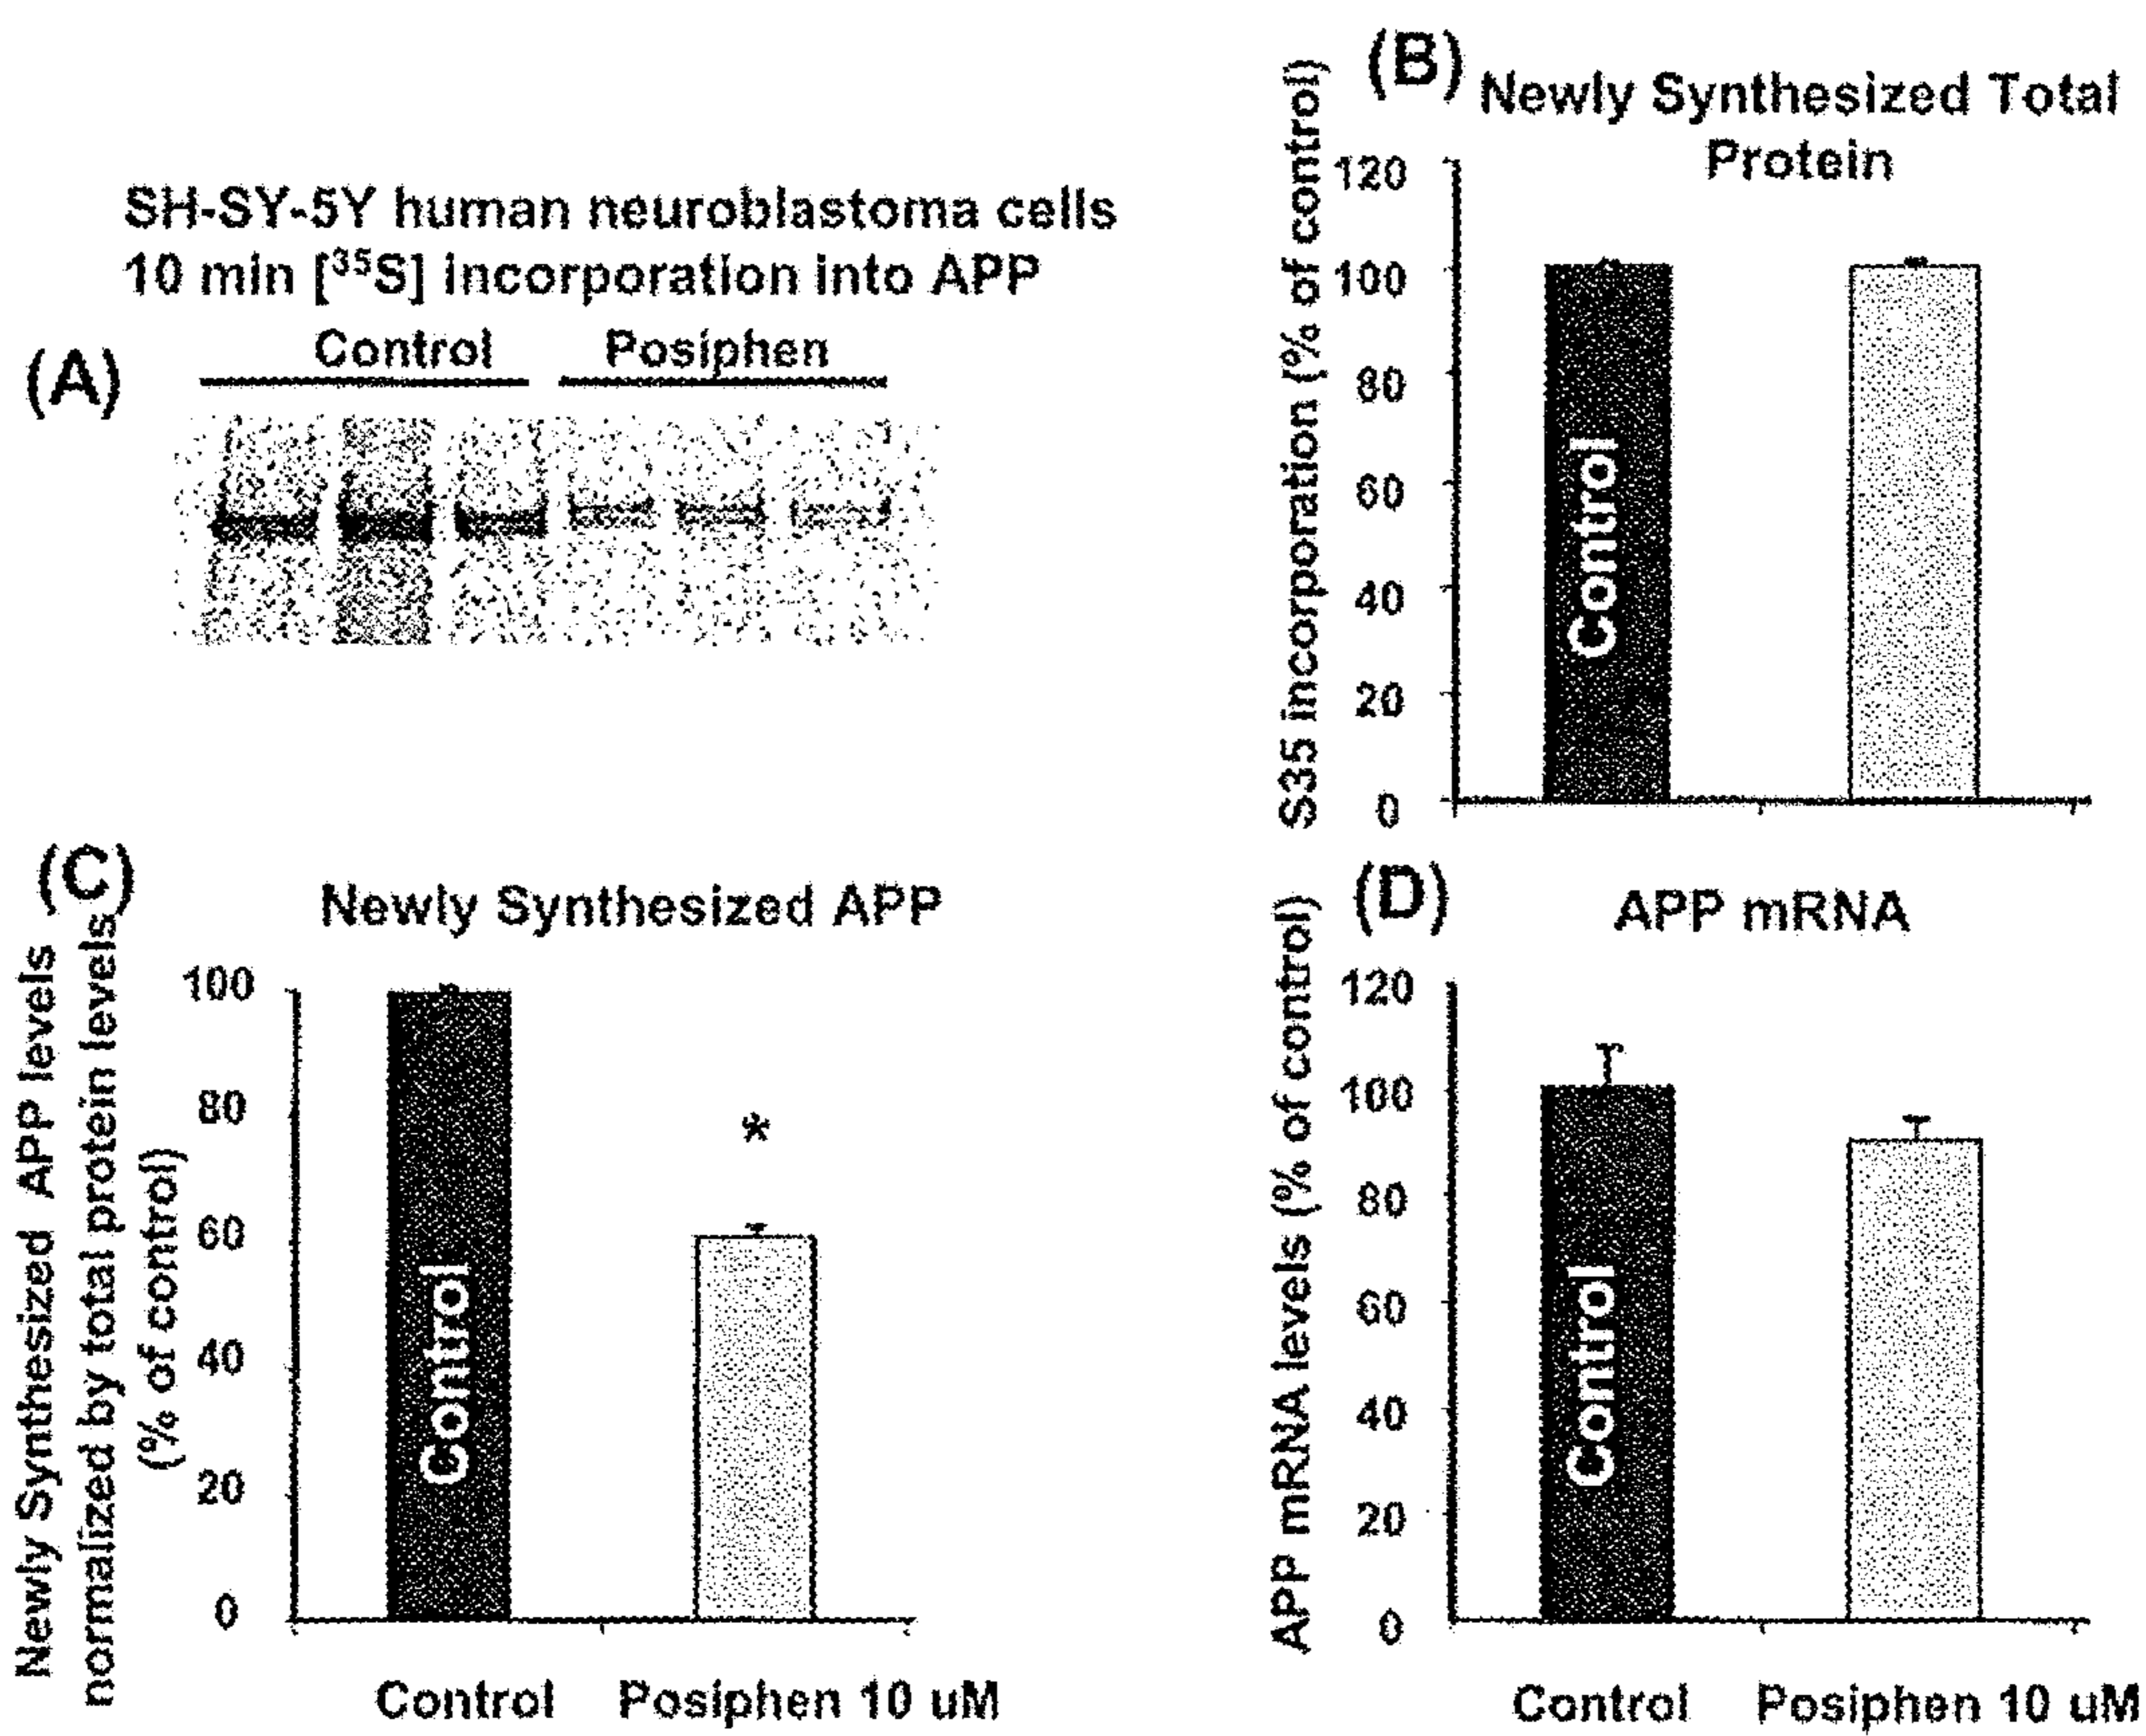 SH-SY-5Y human neuroblastoma cells
10 min [³⁵S] incorporation into APP
(A)
Control Posiphen
(B)
Newly Synthesized Total
Protein
S35 incorporation (% of control)
120
100
80
60
40
20
0
Control
(C)
Newly Synthesized APP
Newly Synthesized APP levels
normalized by total protein levels
(% of control)
100
80
60
40
20
0
Control
*
Control Posiphen 10 uM
(D)
APP mRNA
APP mRNA levels (% of control)
120
100
80
60
40
20
0
Control
Control Posiphen 10 uM